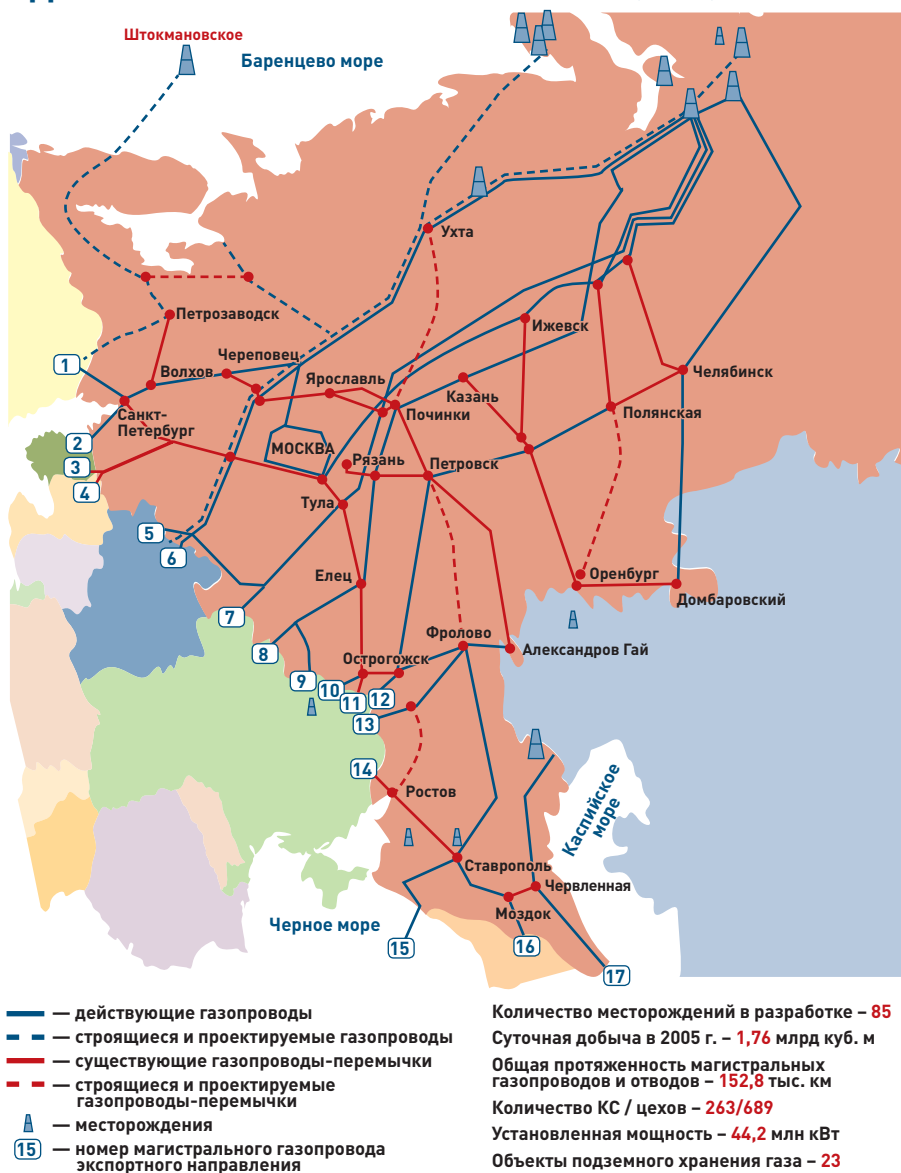 Штокмановское
Баренцево море
Ухта
Петрозаводск
Ижевск
1
Череповец
Волхов
Ярославль
Челябинск
Казань
Санкт-
Петербург
Починки
Полянская
2
МОСКВА
3
Рязань
Петровск
4
Тула
5
6
Елец
Оренбург
Домбаровский
7
Фролово
8
Александров Гай
Острогожск
9
10
11
12
13
14
Ростов
Каспийское
море
Ставрополь
Червленная
Моздок
Черное море
15
16
17
— действующие газопроводы
— строящиеся и проектируемые газопроводы
— существующие газопроводы-перемычки
— строящиеся и проектируемые
газопроводы-перемычки
— месторождения
15 — номер магистрального газопровода
экспортного направления
Количество месторождений в разработке – 85
Суточная добыча в 2005 г. – 1,76 млрд куб. м
Общая протяженность магистральных
газопроводов и отводов – 152,8 тыс. км
Количество КС / цехов – 263/689
Установленная мощность – 44,2 млн кВт
Объекты подземного хранения газа – 23